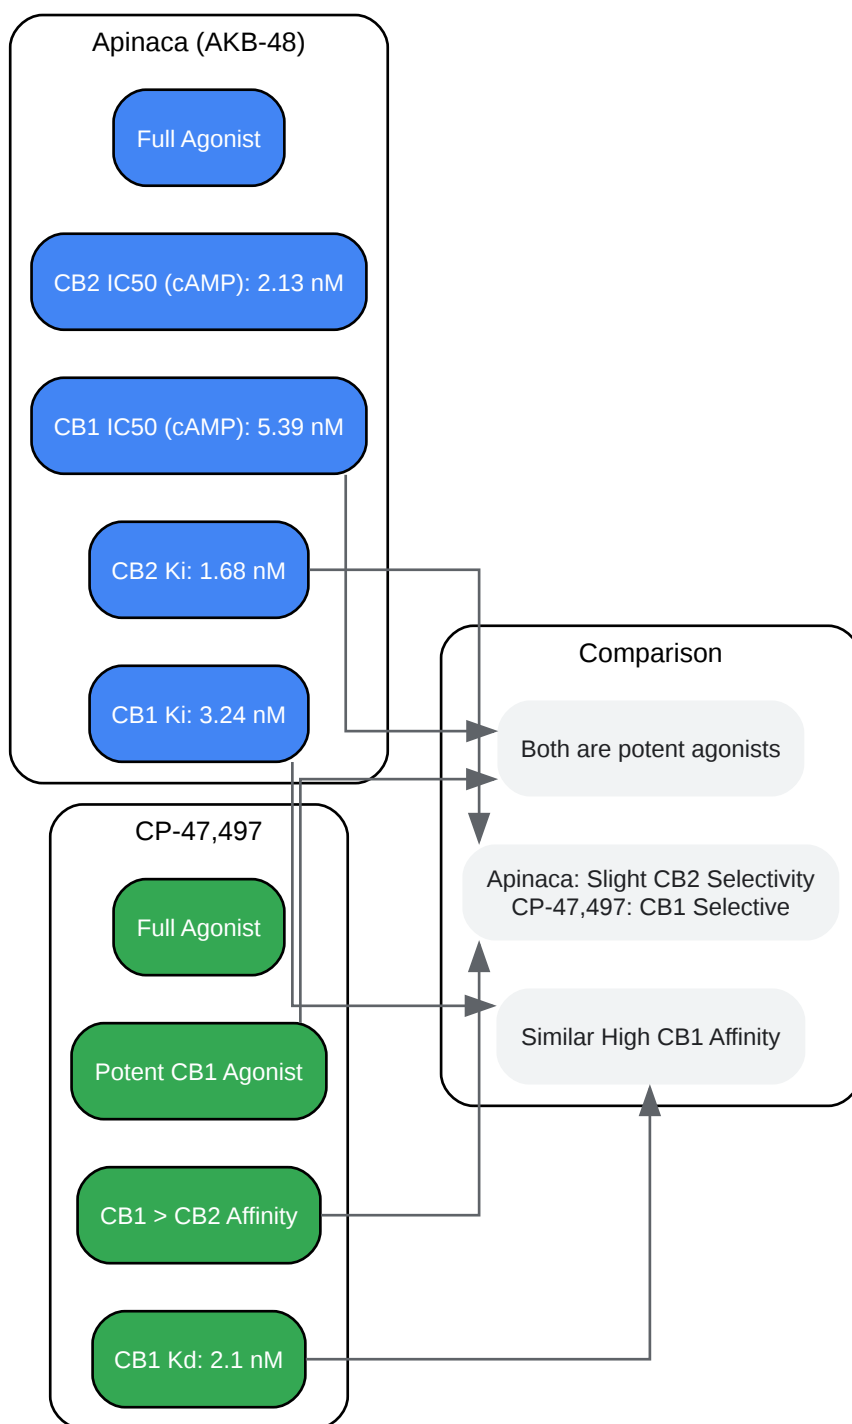 Apinaca (AKB-48)
Full Agonist
CB2 IC50 (cAMP): 2.13 nM
CB1 IC50 (cAMP): 5.39 nM
CB2 Ki: 1.68 nM
CB1 Ki: 3.24 nM
CP-47,497
Full Agonist
Potent CB1 Agonist
CB1 > CB2 Affinity
CB1 Kd: 2.1 nM
Comparison
Both are potent agonists
Apinaca: Slight CB2 Selectivity
CP-47,497: CB1 Selective
Similar High CB1 Affinity